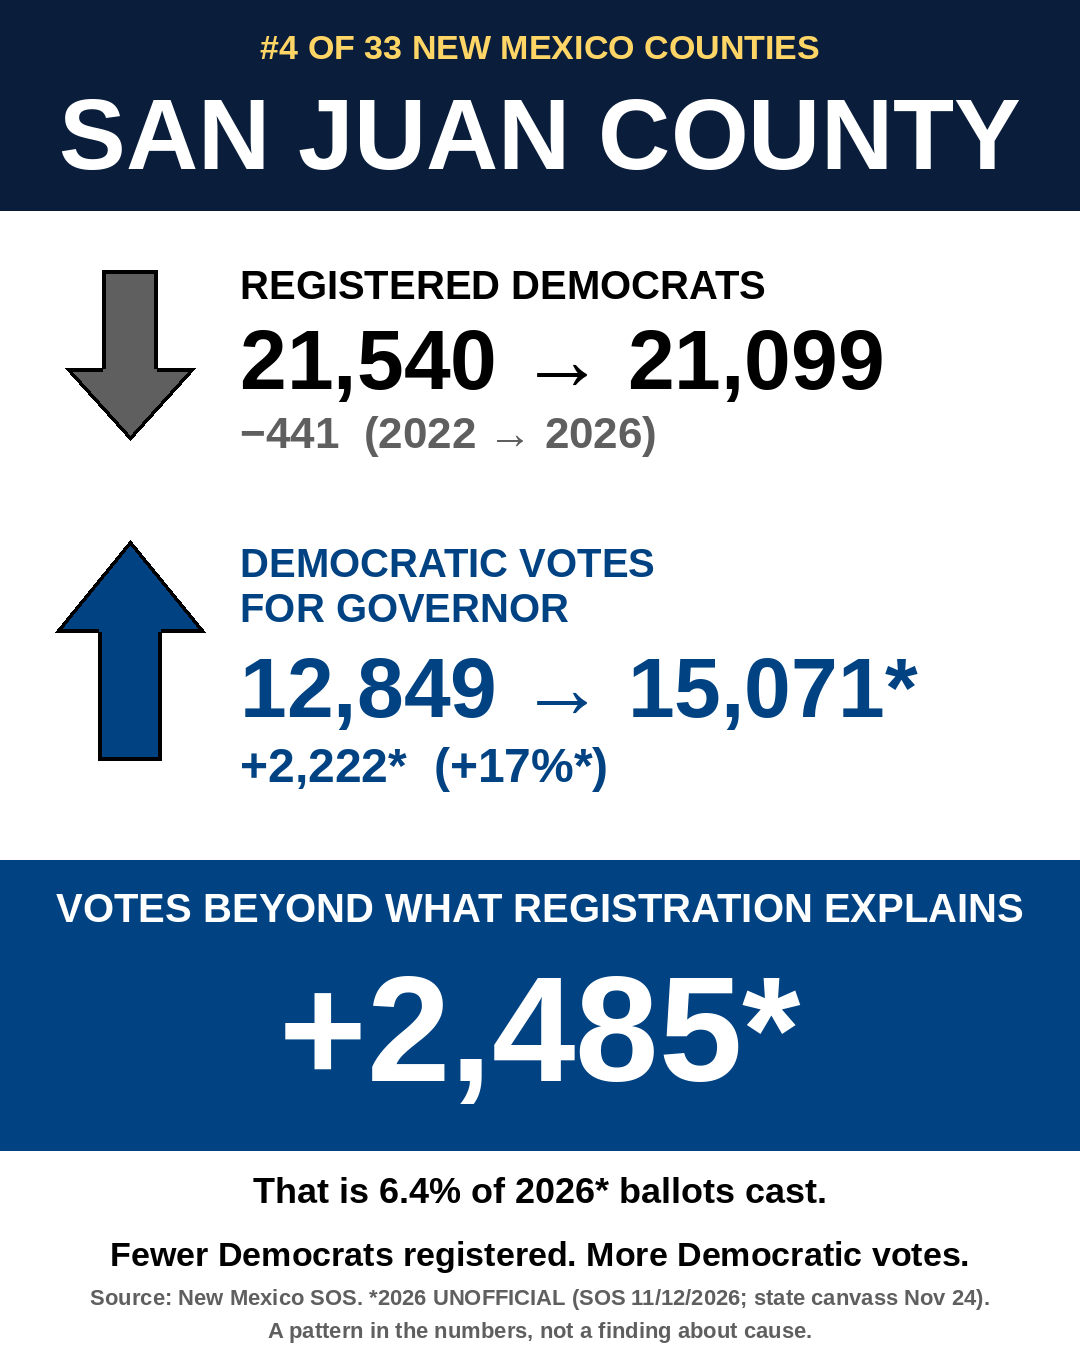 #4 OF 33 NEW MEXICO COUNTIES
SAN JUAN COUNTY
REGISTERED DEMOCRATS
21,540 → 21,099
−441 (2022 → 2026)
DEMOCRATIC VOTES
FOR GOVERNOR
12,849 → 15,071*
+2,222* (+17%*)
VOTES BEYOND WHAT REGISTRATION EXPLAINS
+2,485*
That is 6.4% of 2026* ballots cast.
Fewer Democrats registered. More Democratic votes.
Source: New Mexico SOS. *2026 UNOFFICIAL (SOS 11/12/2026; state canvass Nov 24).
A pattern in the numbers, not a finding about cause.